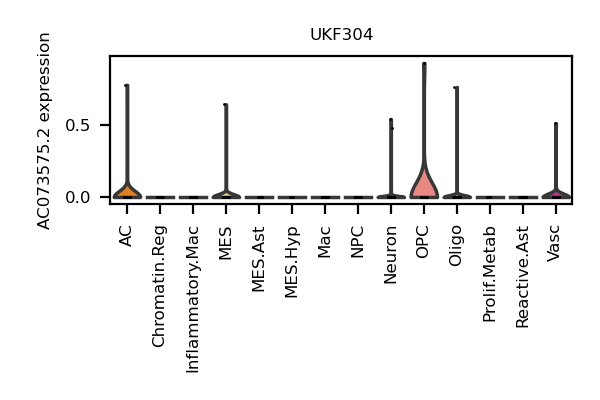 UKF304
AC073575.2 expression
0.5
0.0
AC
Chromatin.Reg
Inflammatory.Mac
MES
MES.Ast
MES.Hyp
Mac
NPC
Neuron
OPC
Oligo
Prolif.Metab
Reactive.Ast
Vasc